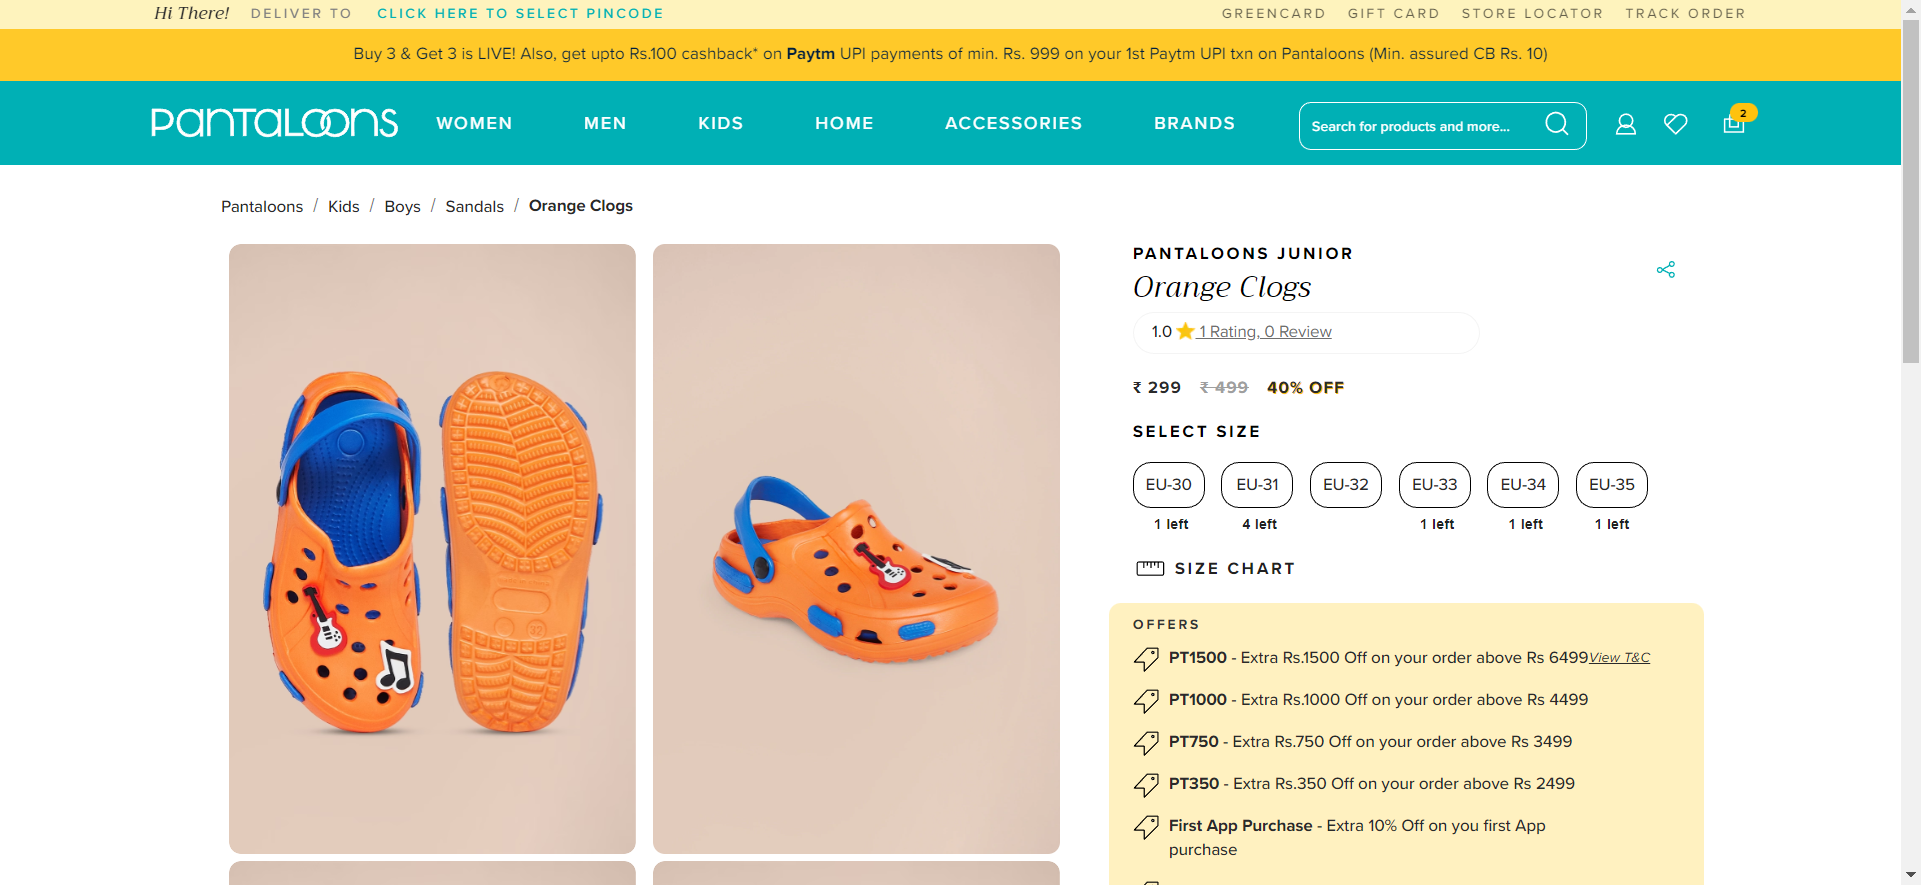 Hi There! DELIVER TO CLICK HERE TO SELECT PINCODE GREENCARD GIFT CARD STORE LOCATOR TRACK ORDER
Buy 3 & Get 3 is LIVE! Also, get upto Rs.100 cashback* on Paytm UPI payments of min. Rs. 999 on your 1st Paytm UPI txn on Pantaloons (Min. assured CB Rs. 10)
PANTALOONS WOMEN MEN KIDS HOME ACCESSORIES BRANDS Search for products and more... 2
Pantaloons / Kids / Boys / Sandals / Orange Clogs
PANTALOONS JUNIOR
Orange Clogs
1.0 1 Rating, 0 Review
₹ 299 ₹ 499 40% OFF
SELECT SIZE
EU-30 EU-31 EU-32 EU-33 EU-34 EU-35
1 left 4 left 1 left 1 left 1 left
SIZE CHART
OFFERS
PT1500 - Extra Rs.1500 Off on your order above Rs 6499View T&C
PT1000 - Extra Rs.1000 Off on your order above Rs 4499
PT750 - Extra Rs.750 Off on your order above Rs 3499
PT350 - Extra Rs.350 Off on your order above Rs 2499
First App Purchase - Extra 10% Off on you first App
purchase